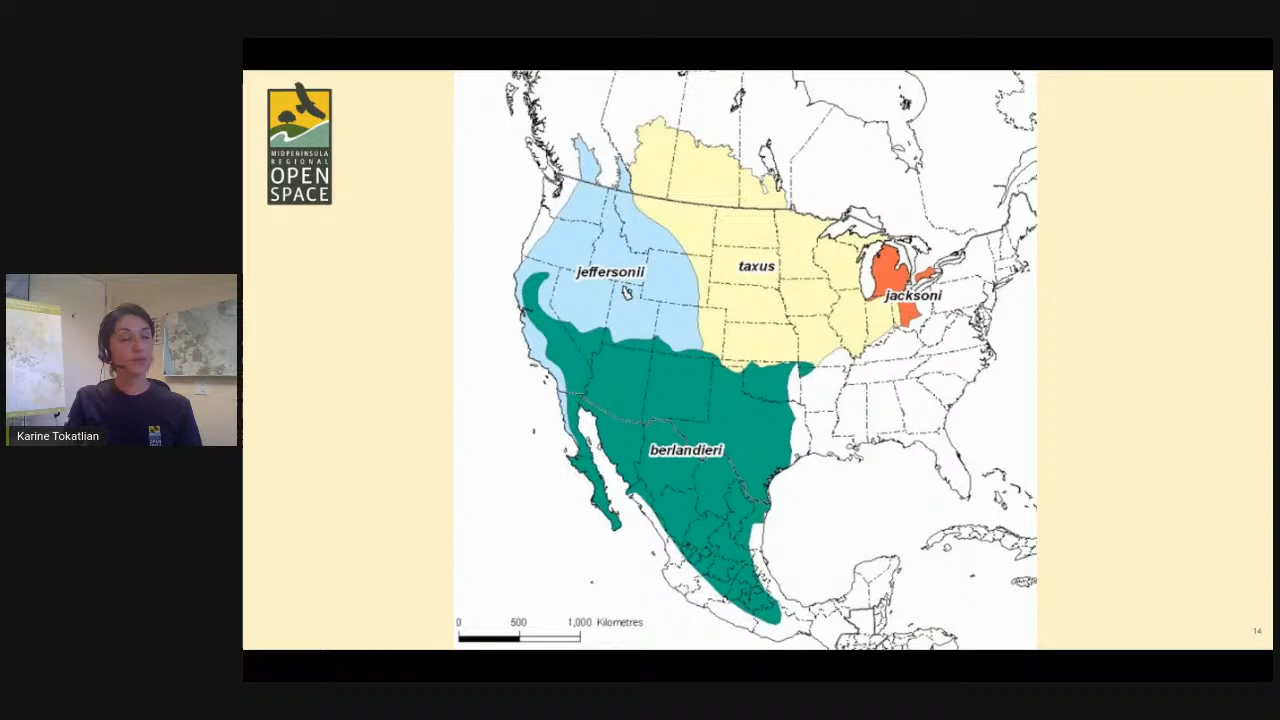 MIDPENINSULA
REGIONAL
OPEN
SPACE
jeffersonii
taxus
jacksoni
berlandieri
0 500 1,000 Kilometres
14
Karine Tokatlian